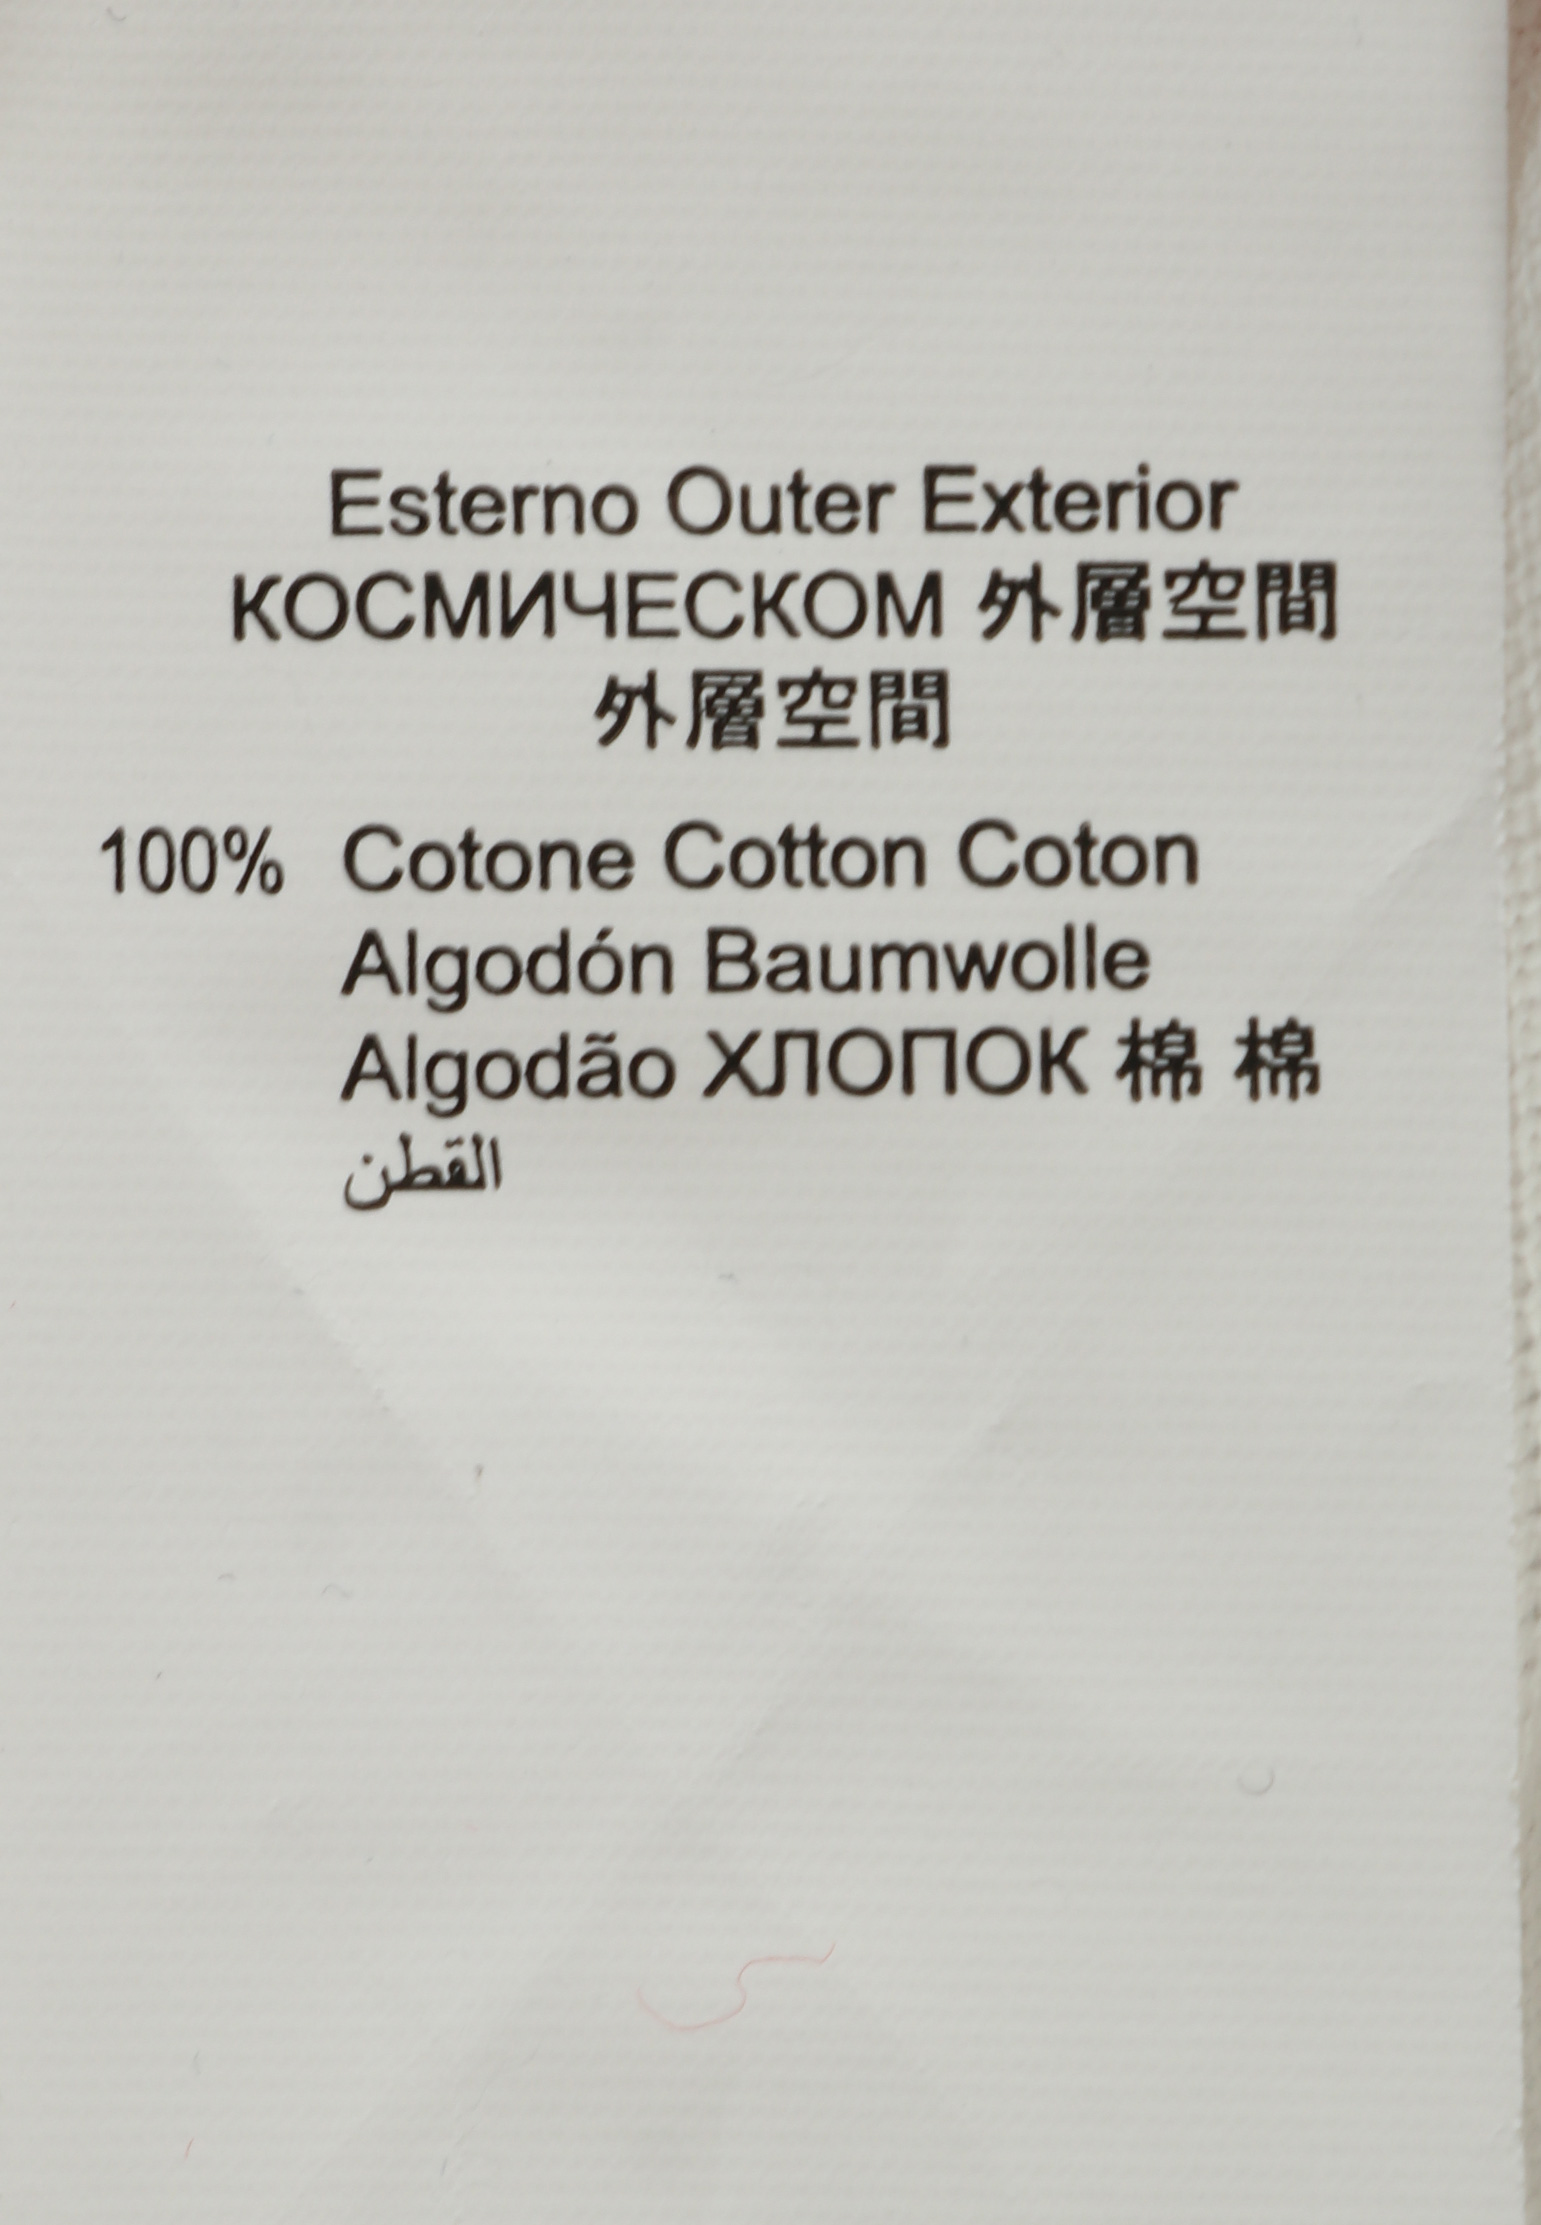 Esterno Outer Exterior
КОСМИЧЕСКОМ 外層空間
外層空間
100% Cotone Cotton Coton
Algodón Baumwolle
Algodão ХЛОПОК 棉 棉
القطن